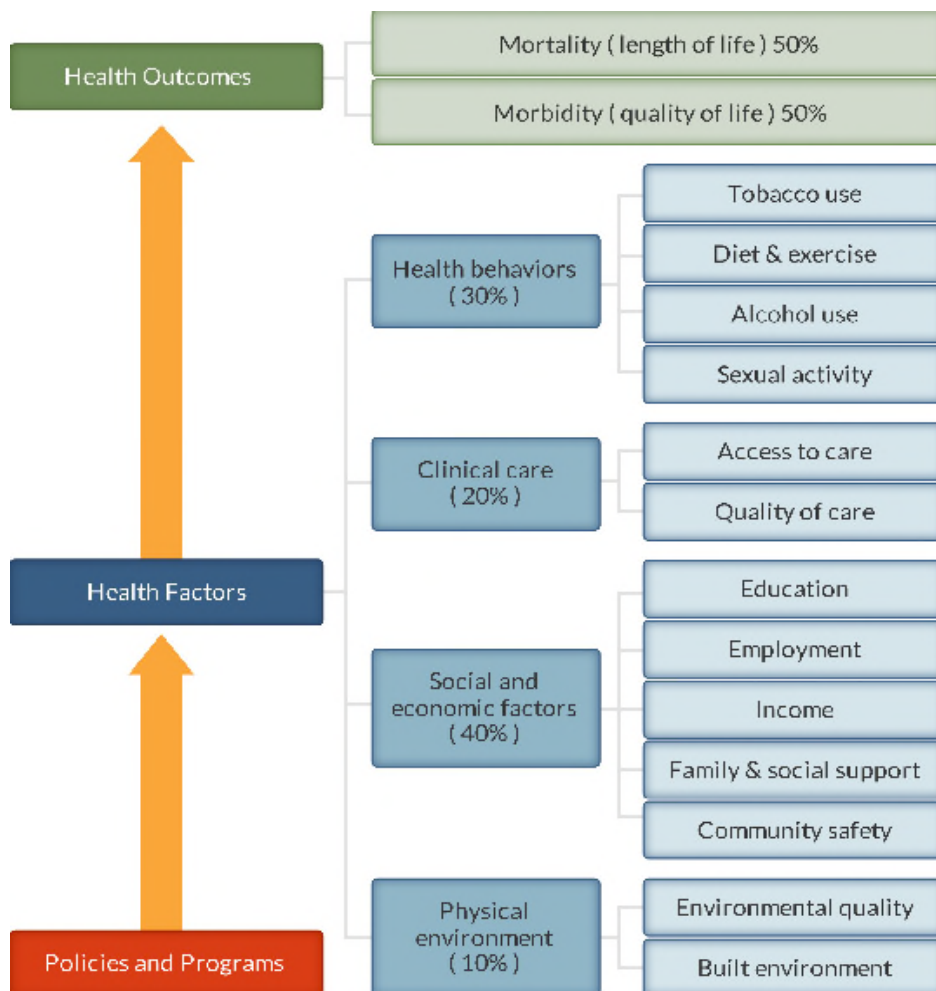 Health Outcomes
Mortality ( length of life ) 50%
Morbidity ( quality of life ) 50%
Health Factors
Health behaviors
( 30% )
Tobacco use
Diet & exercise
Alcohol use
Sexual activity
Clinical care
( 20% )
Access to care
Quality of care
Social and
economic factors
( 40% )
Education
Employment
Income
Family & social support
Community safety
Physical
environment
( 10% )
Environmental quality
Built environment
Policies and Programs